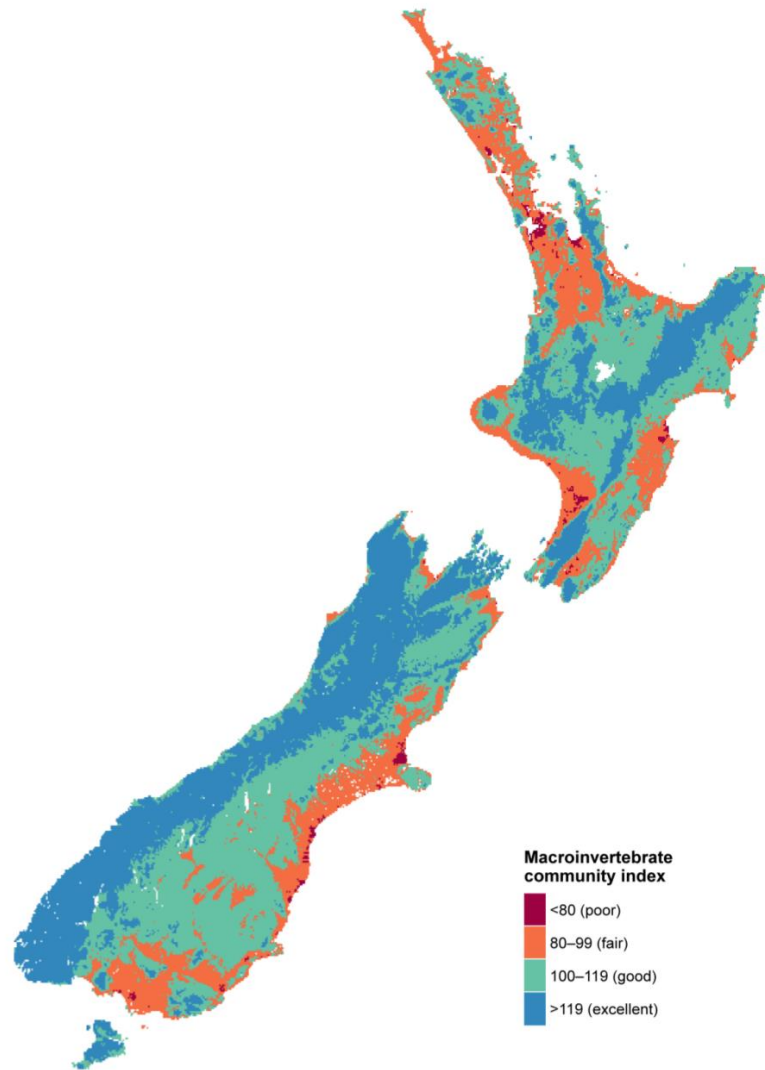 Macroinvertebrate
community index
<80 (poor)
80–99 (fair)
100–119 (good)
>119 (excellent)